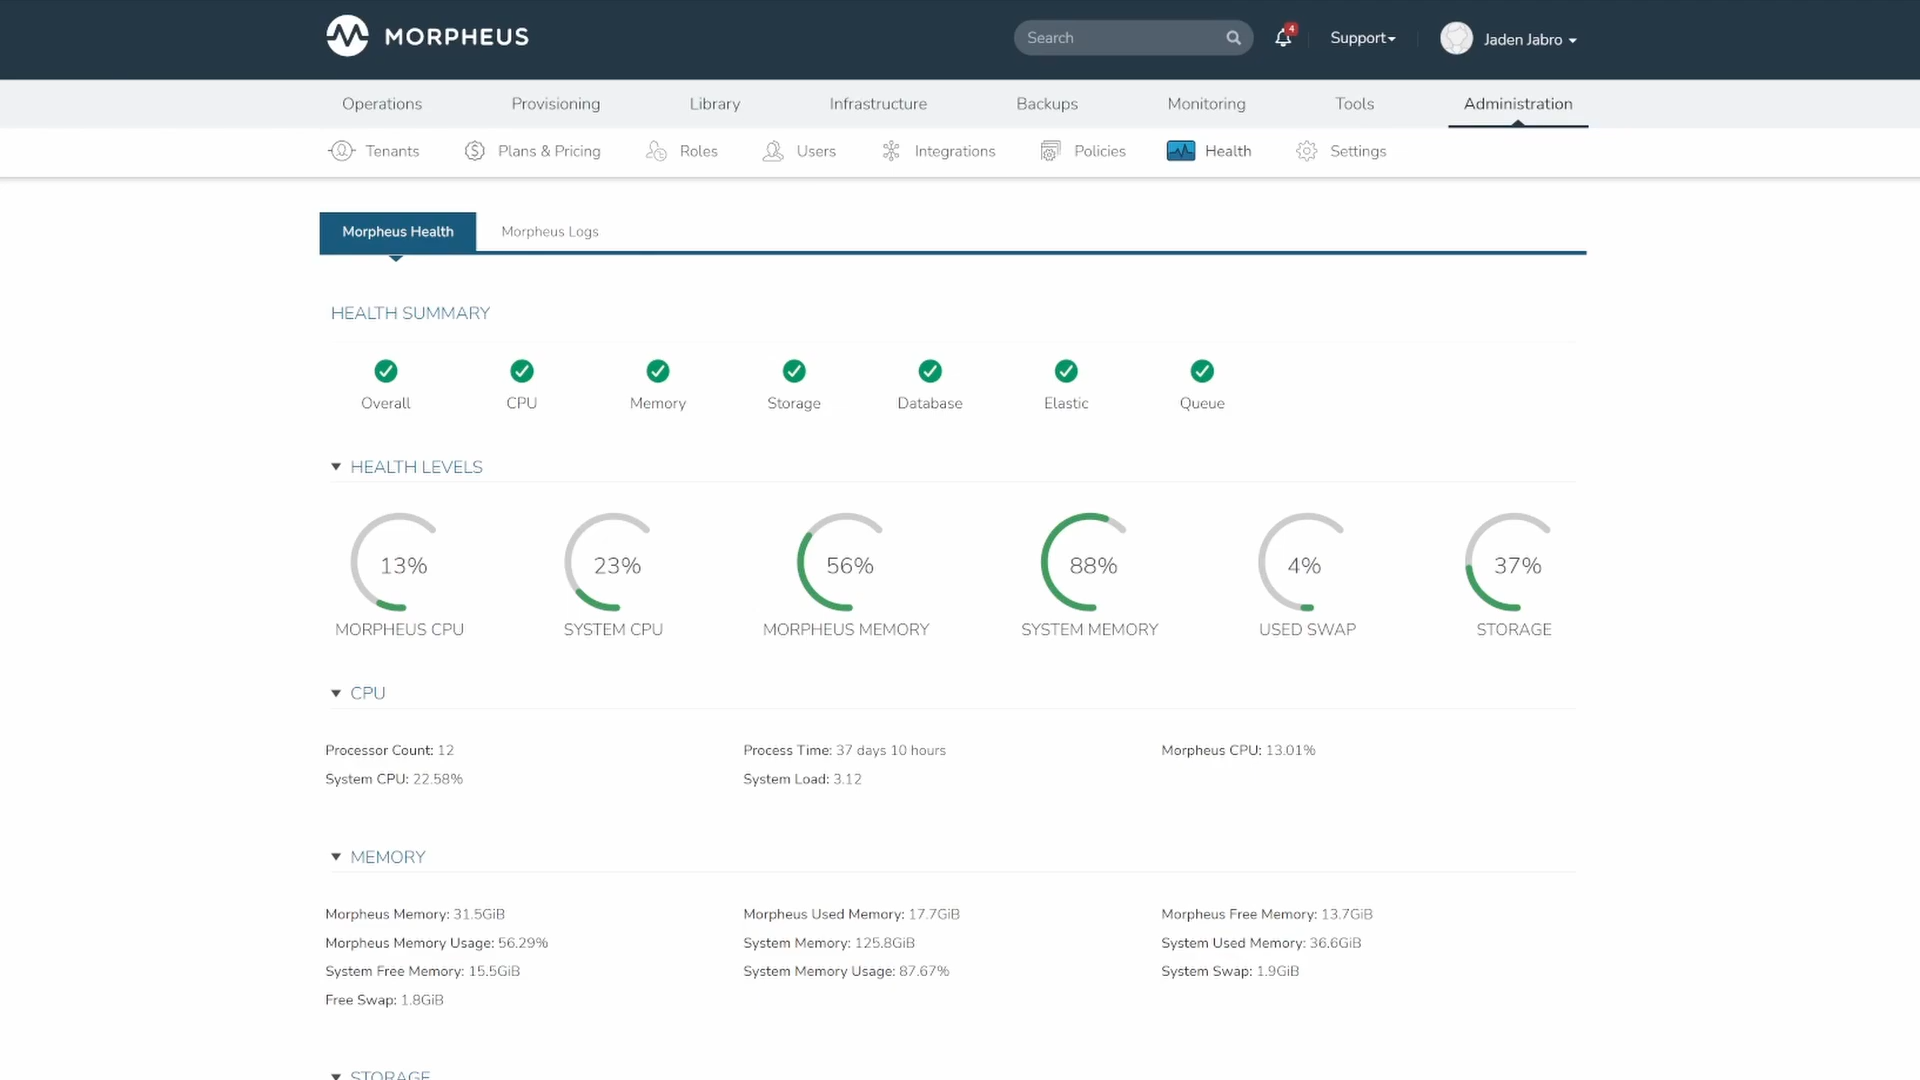 MORPHEUS
Search
4
Support
Jaden Jabro
Operations
Provisioning
Library
Infrastructure
Backups
Monitoring
Tools
Administration
Tenants
Plans & Pricing
Roles
Users
Integrations
Policies
Health
Settings
Morpheus Health
Morpheus Logs
HEALTH SUMMARY
Overall
CPU
Memory
Storage
Database
Elastic
Queue
HEALTH LEVELS
13%
MORPHEUS CPU
23%
SYSTEM CPU
56%
MORPHEUS MEMORY
88%
SYSTEM MEMORY
4%
USED SWAP
37%
STORAGE
CPU
Processor Count: 12
Process Time: 37 days 10 hours
Morpheus CPU: 13.01%
System CPU: 22.58%
System Load: 3.12
MEMORY
Morpheus Memory: 31.5GiB
Morpheus Used Memory: 17.7GiB
Morpheus Free Memory: 13.7GiB
Morpheus Memory Usage: 56.29%
System Memory: 125.8GiB
System Used Memory: 36.6GiB
System Free Memory: 15.5GiB
System Memory Usage: 87.67%
System Swap: 1.9GiB
Free Swap: 1.8GiB
STORAGE